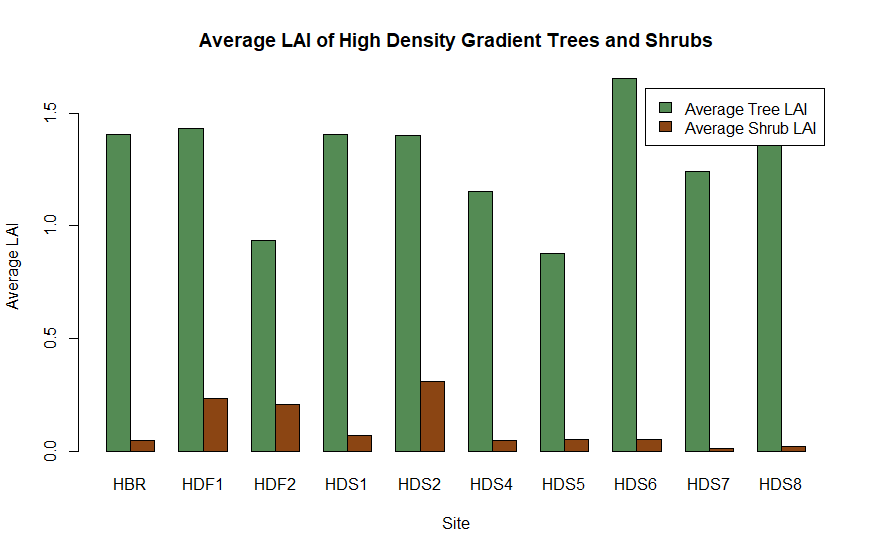 Average LAI of High Density Gradient Trees and Shrubs
Average Tree LAI
Average Shrub LAI
Average LAI
1.5
1.0
0.5
0.0
HBR HDF1 HDF2 HDS1 HDS2 HDS4 HDS5 HDS6 HDS7 HDS8
Site